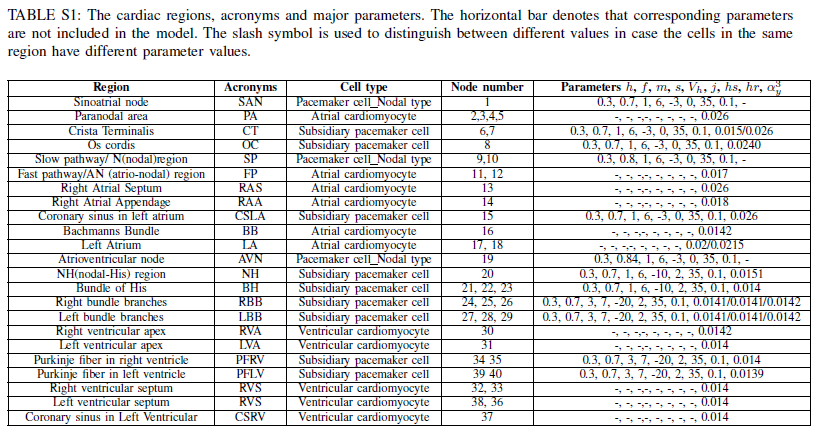 TABLE S1: The cardiac regions, acronyms and major parameters. The horizontal bar denotes that corresponding parameters
are not included in the model. The slash symbol is used to distinguish between different values in case the cells in the same
region have different parameter values.
Region Acronyms Cell type Node number Parameters h, f, m, s, V_h, j, hs, hr, α_y^3
Sinoatrial node SAN Pacemaker cell_Nodal type 1 0.3, 0.7, 1, 6, -3, 0, 35, 0.1, -
Paranodal area PA Atrial cardiomyocyte 2,3,4,5 -, -, -,-, -, -, -, -, 0.026
Crista Terminalis CT Subsidiary pacemaker cell 6,7 0.3, 0.7, 1, 6, -3, 0, 35, 0.1, 0.015/0.026
Os cordis OC Subsidiary pacemaker cell 8 0.3, 0.7, 1, 6, -3, 0, 35, 0.1, 0.0240
Slow pathway/ N(nodal)region SP Pacemaker cell_Nodal type 9,10 0.3, 0.8, 1, 6, -3, 0, 35, 0.1, -
Fast pathway/AN (atrio-nodal) region FP Atrial cardiomyocyte 11, 12 -, -, -,-, -, -, -, -, 0.017
Right Atrial Septum RAS Atrial cardiomyocyte 13 -, -, -,-, -, -, -, -, 0.026
Right Atrial Appendage RAA Atrial cardiomyocyte 14 -, -, -,-, -, -, -, -, 0.018
Coronary sinus in left atrium CSLA Subsidiary pacemaker cell 15 0.3, 0.7, 1, 6, -3, 0, 35, 0.1, 0.026
Bachmanns Bundle BB Atrial cardiomyocyte 16 -, -, -,-, -, -, -, -, 0.0142
Left Atrium LA Atrial cardiomyocyte 17, 18 -, -, -,-, -, -, -, -, 0.02/0.0215
Atrioventricular node AVN Pacemaker cell_Nodal type 19 0.3, 0.84, 1, 6, -3, 0, 35, 0.1, -
NH(nodal-His) region NH Subsidiary pacemaker cell 20 0.3, 0.7, 1, 6, -10, 2, 35, 0.1, 0.0151
Bundle of His BH Subsidiary pacemaker cell 21, 22, 23 0.3, 0.7, 1, 6, -10, 2, 35, 0.1, 0.014
Right bundle branches RBB Subsidiary pacemaker cell 24, 25, 26 0.3, 0.7, 3, 7, -20, 2, 35, 0.1, 0.0141/0.0141/0.0142
Left bundle branches LBB Subsidiary pacemaker cell 27, 28, 29 0.3, 0.7, 3, 7, -20, 2, 35, 0.1, 0.0141/0.0141/0.0142
Right ventricular apex RVA Ventricular cardiomyocyte 30 -, -, -,-, -, -, -, -, 0.0142
Left ventricular apex LVA Ventricular cardiomyocyte 31 -, -, -,-, -, -, -, -, 0.014
Purkinje fiber in right ventricle PFRV Subsidiary pacemaker cell 34 35 0.3, 0.7, 3, 7, -20, 2, 35, 0.1, 0.014
Purkinje fiber in left ventricle PFLV Subsidiary pacemaker cell 39 40 0.3, 0.7, 3, 7, -20, 2, 35, 0.1, 0.0139
Right ventricular septum RVS Ventricular cardiomyocyte 32, 33 -, -, -,-, -, -, -, -, 0.014
Left ventricular septum RVS Ventricular cardiomyocyte 38, 36 -, -, -,-, -, -, -, -, 0.014
Coronary sinus in Left Ventricular CSRV Ventricular cardiomyocyte 37 -, -, -,-, -, -, -, -, 0.014